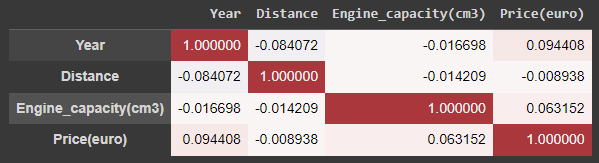 Year Distance Engine_capacity(cm3) Price(euro)
Year 1.000000 -0.084072 -0.016698 0.094408
Distance -0.084072 1.000000 -0.014209 -0.008938
Engine_capacity(cm3) -0.016698 -0.014209 1.000000 0.063152
Price(euro) 0.094408 -0.008938 0.063152 1.000000